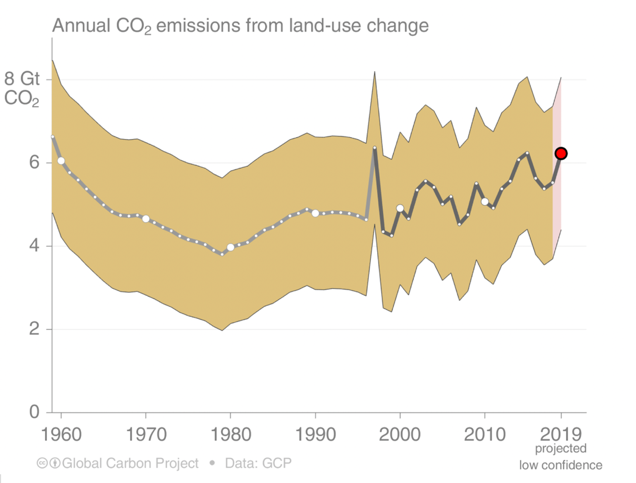 Annual CO₂ emissions from land-use change
8 Gt
CO₂
6
4
2
0
1960 1970 1980 1990 2000 2010 2019
projected
low confidence
Global Carbon Project • Data: GCP